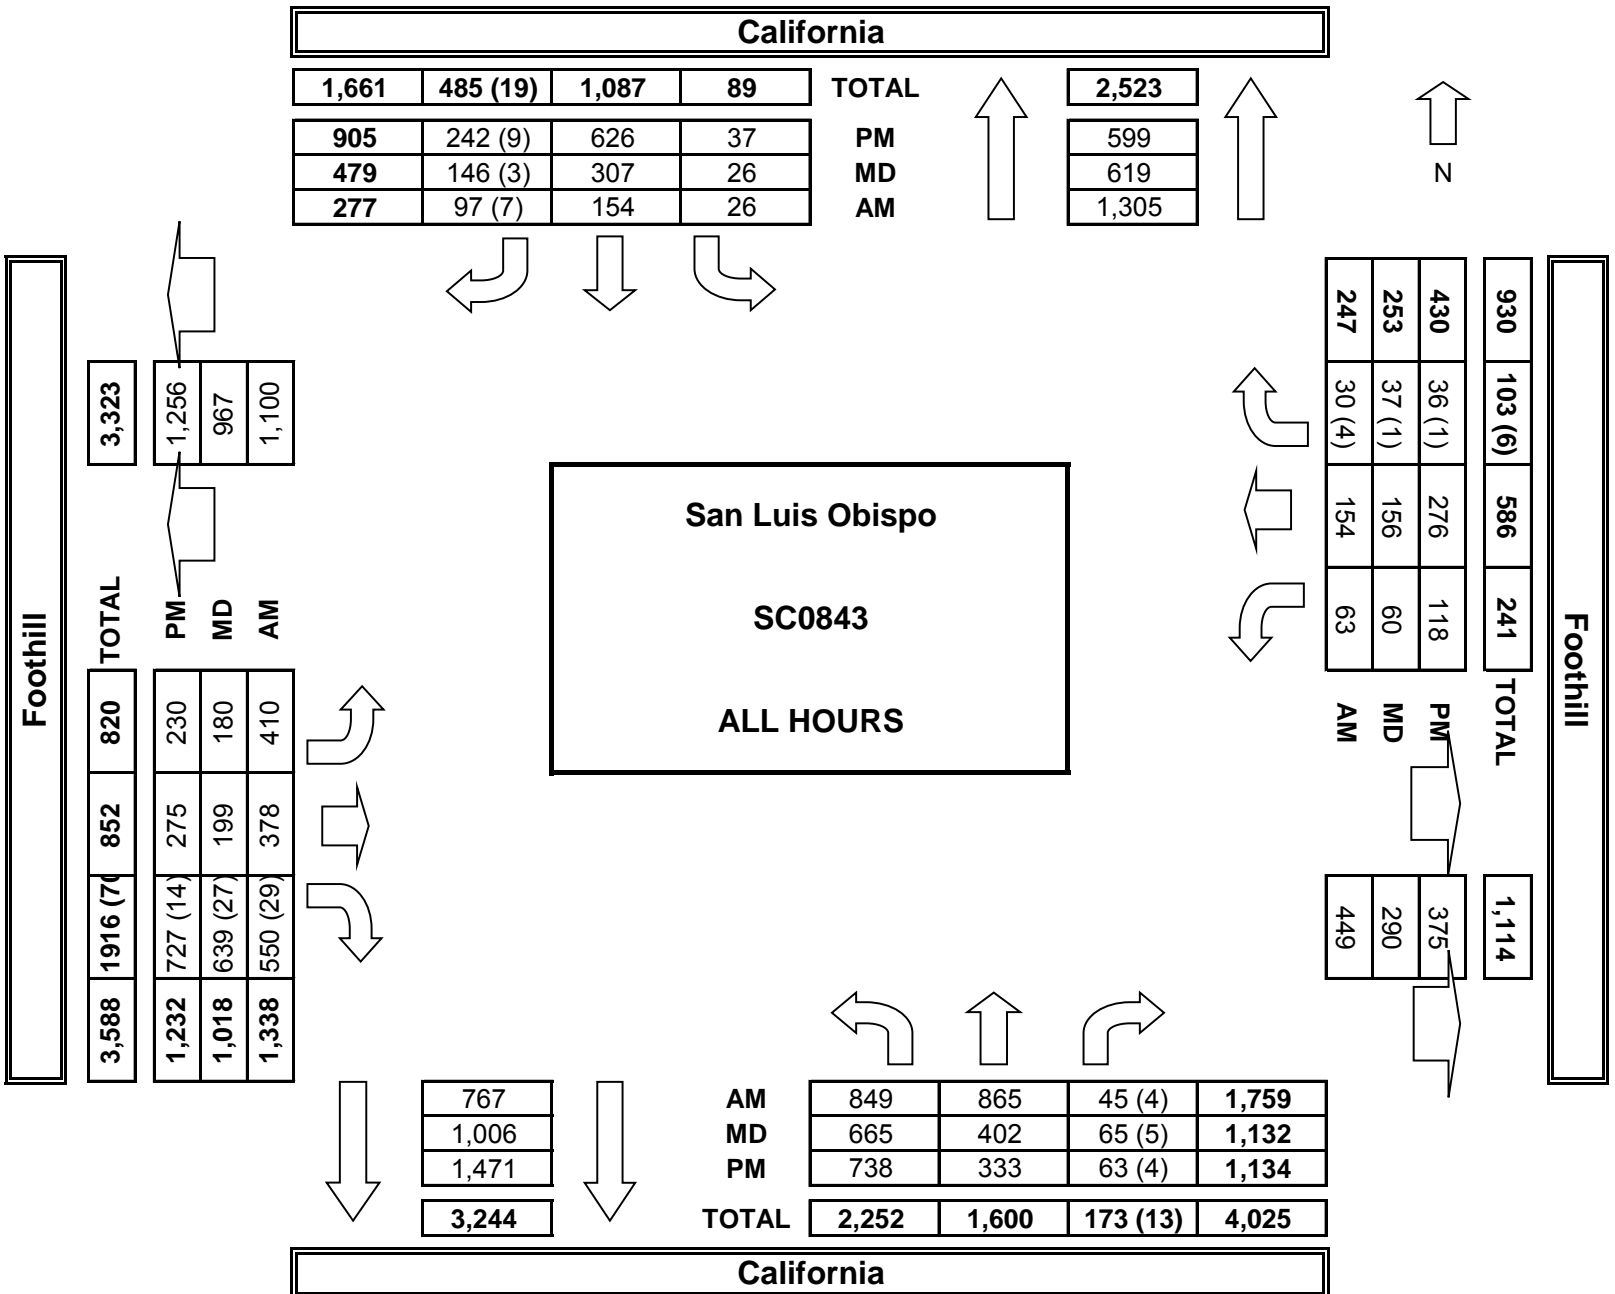 California
1,661 485 (19) 1,087 89 TOTAL 2,523
905 242 (9) 626 37 PM 599
479 146 (3) 307 26 MD 619
277 97 (7) 154 26 AM 1,305
N
Foothill
3,323
1,256 967 1,100
TOTAL PM MD AM
820 230 180 410
852 275 199 378
1916 (70 727 (14) 639 (27) 550 (29)
3,588 1,232 1,018 1,338
San Luis Obispo
SC0843
ALL HOURS
247 253 430 930
30 (4) 37 (1) 36 (1) 103 (6)
154 156 276 586
63 60 118 241
AM MD PM TOTAL
449 290 375 1,114
Foothill
767 AM 849 865 45 (4) 1,759
1,006 MD 665 402 65 (5) 1,132
1,471 PM 738 333 63 (4) 1,134
3,244 TOTAL 2,252 1,600 173 (13) 4,025
California